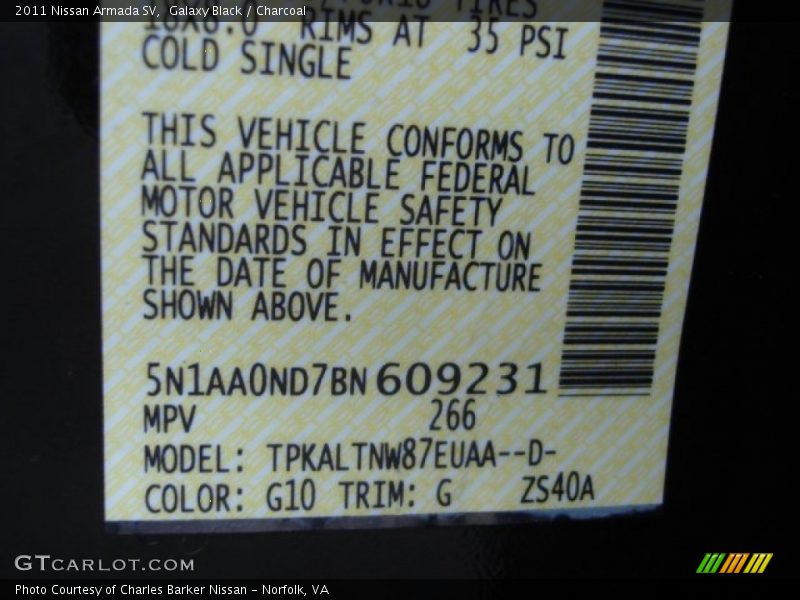 2011 Nissan Armada SV, Galaxy Black / Charcoal
TIRES
RIMS AT 35 PSI
COLD SINGLE
THIS VEHICLE CONFORMS TO
ALL APPLICABLE FEDERAL
MOTOR VEHICLE SAFETY
STANDARDS IN EFFECT ON
THE DATE OF MANUFACTURE
SHOWN ABOVE.
5N1AA0ND7BN609231
MPV 266
MODEL: TPKALTNW87EUAA--D-
COLOR: G10 TRIM: G ZS40A
GTCARLOT.COM
Photo Courtesy of Charles Barker Nissan - Norfolk, VA